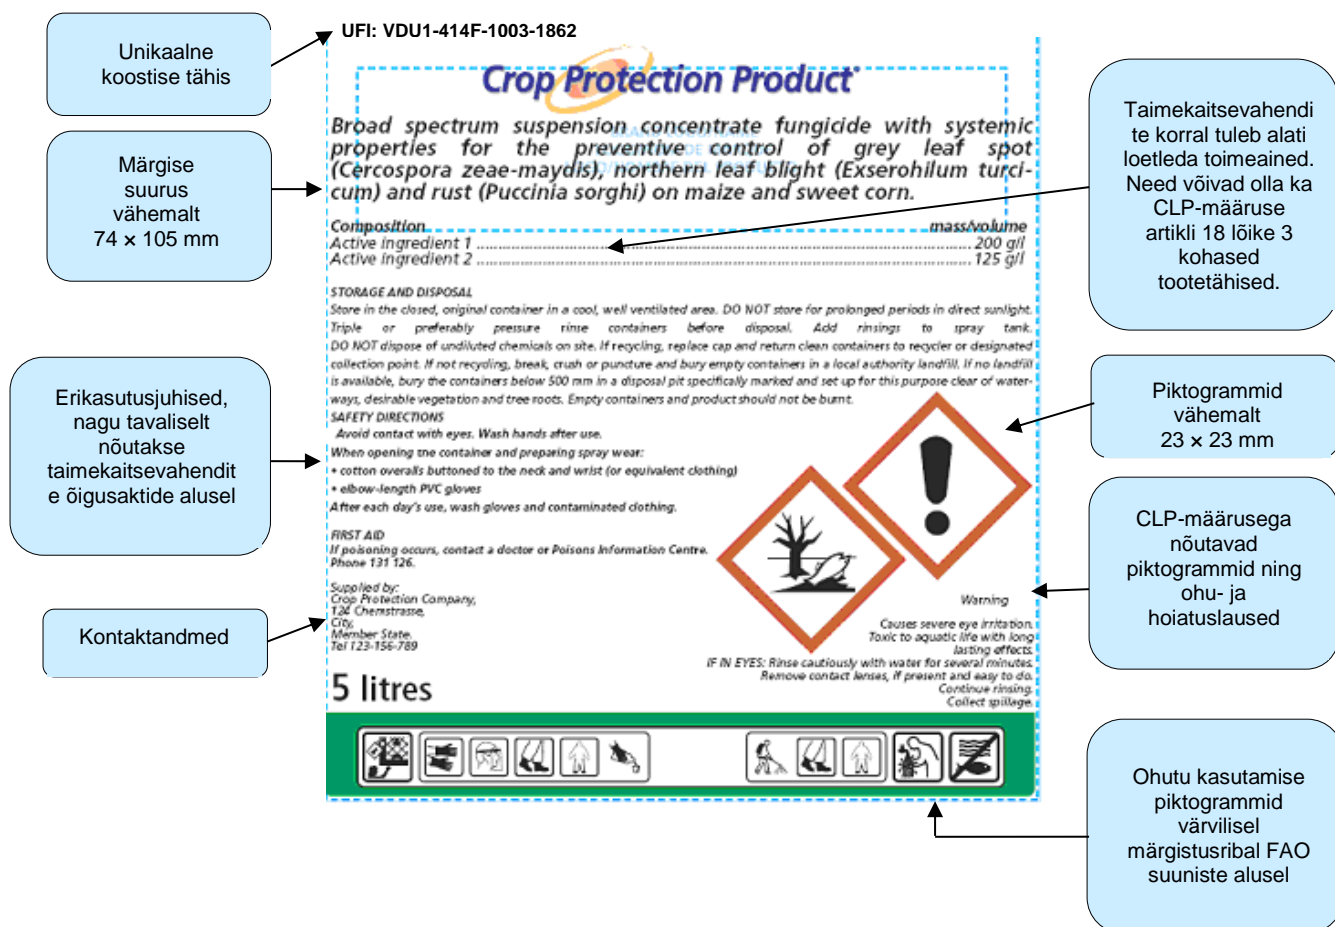 UFI: VDU1-414F-1003-1862
Unikaalne
koostise tähis
Märgise
suurus
vähemalt
74 × 105 mm
Erikasutusjuhised,
nagu tavaliselt
nõutakse
taimekaitsevahendit
e õigusaktide alusel
Kontaktandmed
Crop Protection Product
Broad spectrum suspension concentrate fungicide with systemic
properties for the preventive control of grey leaf spot
(Cercospora zeae-maydis), northern leaf blight (Exserohilum turci-
cum) and rust (Puccinia sorghi) on maize and sweet corn.
Composition mass/volume
Active ingredient 1 200 g/l
Active ingredient 2 125 g/l
STORAGE AND DISPOSAL
Store in the closed, original container in a cool, well ventilated area. DO NOT store for prolonged periods in direct sunlight.
Triple or preferably pressure rinse containers before disposal. Add rinsings to spray tank.
DO NOT dispose of undiluted chemicals on site. If recycling, replace cap and return clean containers to recycler or designated
collection point. If not recycling, break, crush or puncture and bury empty containers in a local authority landfill. If no landfill
is available, bury the containers below 500 mm in a disposal pit specifically marked and set up for this purpose clear of water-
ways, desirable vegetation and tree roots. Empty containers and product should not be burnt.
SAFETY DIRECTIONS
Avoid contact with eyes. Wash hands after use.
When opening the container and preparing spray wear:
• cotton overalls buttoned to the neck and wrist (or equivalent clothing)
• elbow-length PVC gloves
After each day's use, wash gloves and contaminated clothing.
FIRST AID
If poisoning occurs, contact a doctor or Poisons Information Centre.
Phone 131 126.
Supplied by:
Crop Protection Company,
124 Chemstrasse,
City,
Member State.
Tel 123-156-789
5 litres
Warning
Causes severe eye irritation.
Toxic to aquatic life with long
lasting effects.
IF IN EYES: Rinse cautiously with water for several minutes.
Remove contact lenses, if present and easy to do.
Continue rinsing.
Collect spillage.
Taimekaitsevahendi
te korral tuleb alati
loetleda toimeained.
Need võivad olla ka
CLP-määruse
artikli 18 lõike 3
kohased
tootetähised.
Piktogrammid
vähemalt
23 × 23 mm
CLP-määrusega
nõutavad
piktogrammid ning
ohu- ja
hoiatuslaused
Ohutu kasutamise
piktogrammid
värvilisel
märgistusribal FAO
suuniste alusel